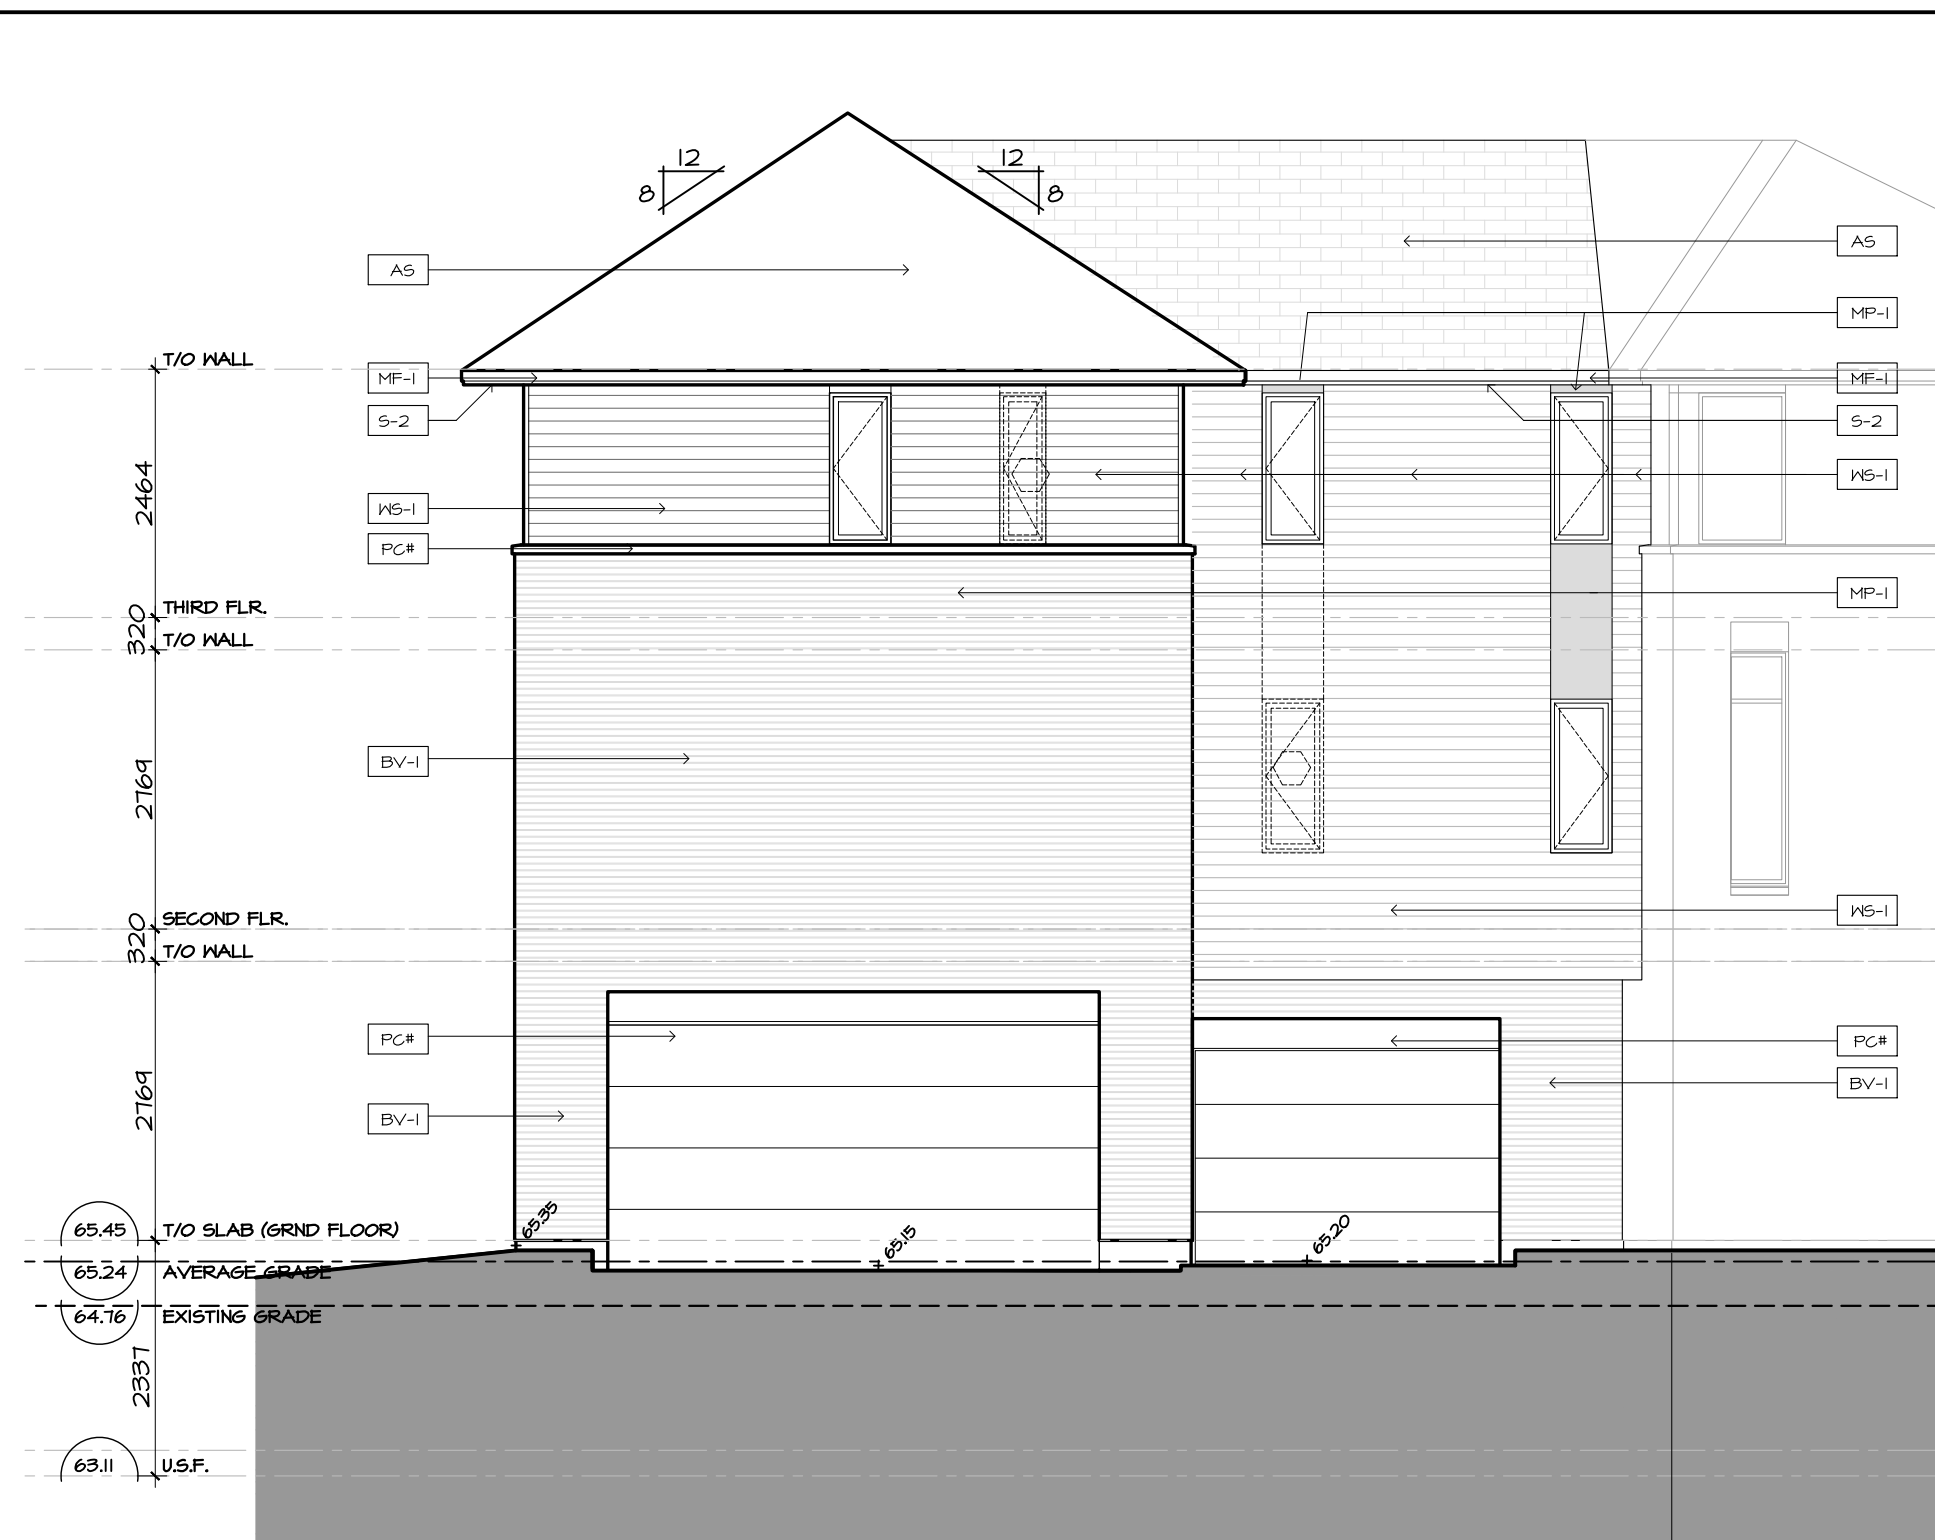 12
12
8
8
AS
AS
MP-1
T/O WALL
MF-1
MF-1
S-2
S-2
2464
WS-1
WS-1
PC#
MP-1
THIRD FLR.
320
T/O WALL
BV-1
2769
WS-1
SECOND FLR.
320
T/O WALL
PC#
PC#
BV-1
BV-1
2769
65.35
65.15
65.20
65.45
T/O SLAB (GRND FLOOR)
65.24
AVERAGE GRADE
64.76
EXISTING GRADE
2337
63.11
U.S.F.